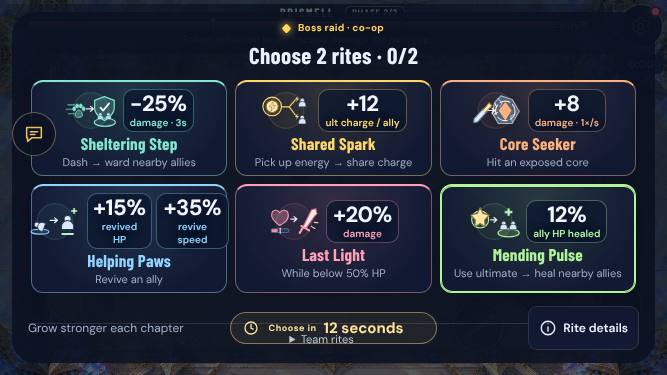 Boss raid · co-op
Choose 2 rites · 0/2
-25%
damage · 3s
Sheltering Step
Dash → ward nearby allies
+12
ult charge / ally
Shared Spark
Pick up energy → share charge
+8
damage · 1×/s
Core Seeker
Hit an exposed core
+15%
revived HP
+35%
revive speed
Helping Paws
Revive an ally
+20%
damage
Last Light
While below 50% HP
12%
ally HP healed
Mending Pulse
Use ultimate → heal nearby allies
Grow stronger each chapter
Choose in 12 seconds
▶ Team rites
Rite details